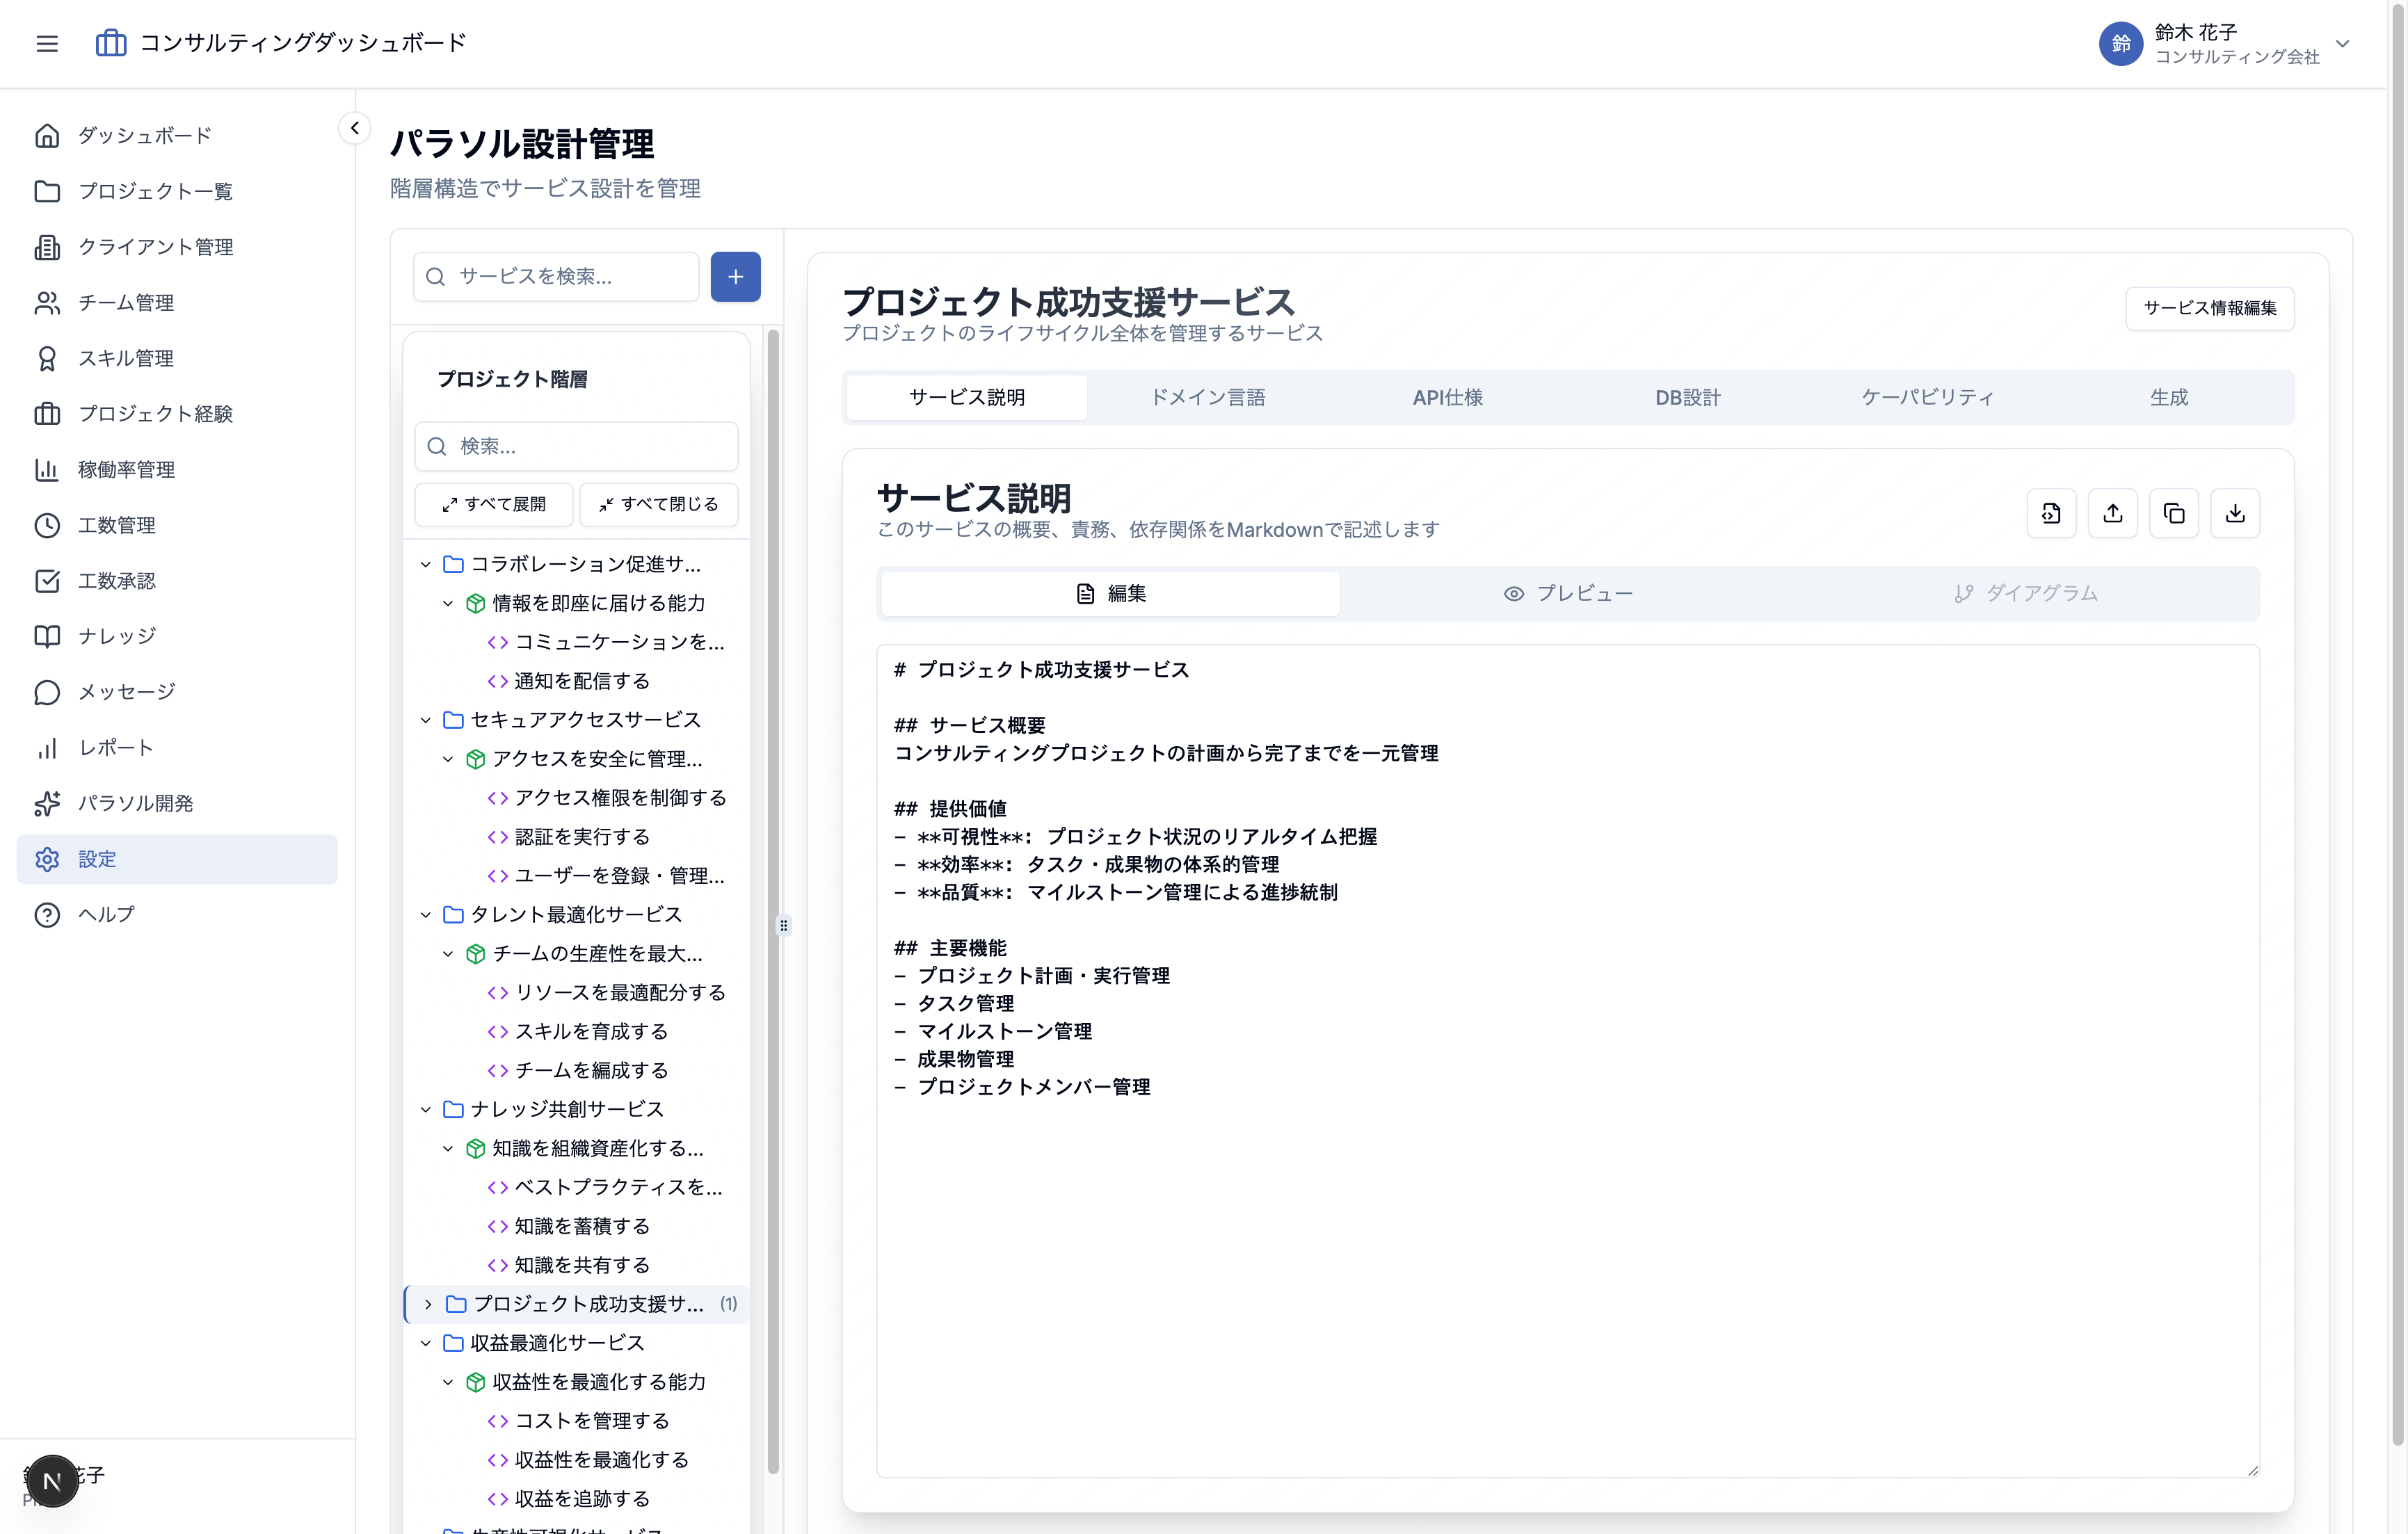 コンサルティングダッシュボード
鈴
鈴木 花子
コンサルティング会社
ダッシュボード
プロジェクト一覧
クライアント管理
チーム管理
スキル管理
プロジェクト経験
稼働率管理
工数管理
工数承認
ナレッジ
メッセージ
レポート
パラソル開発
設定
ヘルプ
花子
N
パラソル設計管理
階層構造でサービス設計を管理
サービスを検索...
+
プロジェクト階層
検索...
すべて展開
すべて閉じる
コラボレーション促進サ...
情報を即座に届ける能力
コミュニケーションを...
通知を配信する
セキュアアクセスサービス
アクセスを安全に管理...
アクセス権限を制御する
認証を実行する
ユーザーを登録・管理...
タレント最適化サービス
チームの生産性を最大...
リソースを最適配分する
スキルを育成する
チームを編成する
ナレッジ共創サービス
知識を組織資産化する...
ベストプラクティスを...
知識を蓄積する
知識を共有する
プロジェクト成功支援サ... (1)
収益最適化サービス
収益性を最適化する能力
コストを管理する
収益性を最適化する
収益を追跡する
プロジェクト成功支援サービス
プロジェクトのライフサイクル全体を管理するサービス
サービス情報編集
サービス説明
ドメイン言語
API仕様
DB設計
ケーパビリティ
生成
サービス説明
このサービスの概要、責務、依存関係をMarkdownで記述します
編集
プレビュー
ダイアグラム
# プロジェクト成功支援サービス
## サービス概要
コンサルティングプロジェクトの計画から完了までを一元管理
## 提供価値
- **可視性**: プロジェクト状況のリアルタイム把握
- **効率**: タスク・成果物の体系的管理
- **品質**: マイルストーン管理による進捗統制
## 主要機能
- プロジェクト計画・実行管理
- タスク管理
- マイルストーン管理
- 成果物管理
- プロジェクトメンバー管理